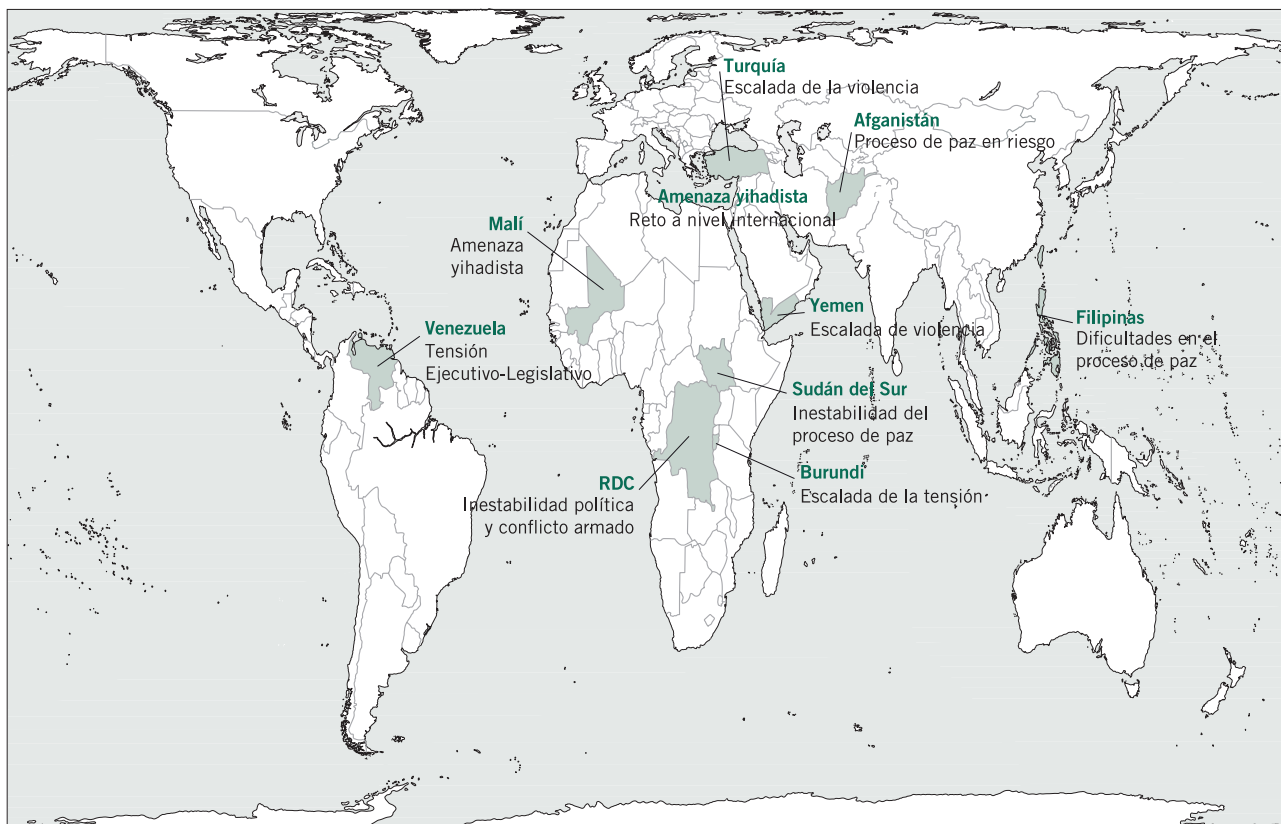 Turquía
Escalada de la violencia
Afganistán
Proceso de paz en riesgo
Amenaza yihadista
Reto a nivel internacional
Malí
Amenaza
yihadista
Yemen
Escalada de violencia
Filipinas
Dificultades en el
proceso de paz
Venezuela
Tensión
Ejecutivo-Legislativo
Sudán del Sur
Inestabilidad del
proceso de paz
Burundi
Escalada de la tensión
RDC
Inestabilidad política
y conflicto armado